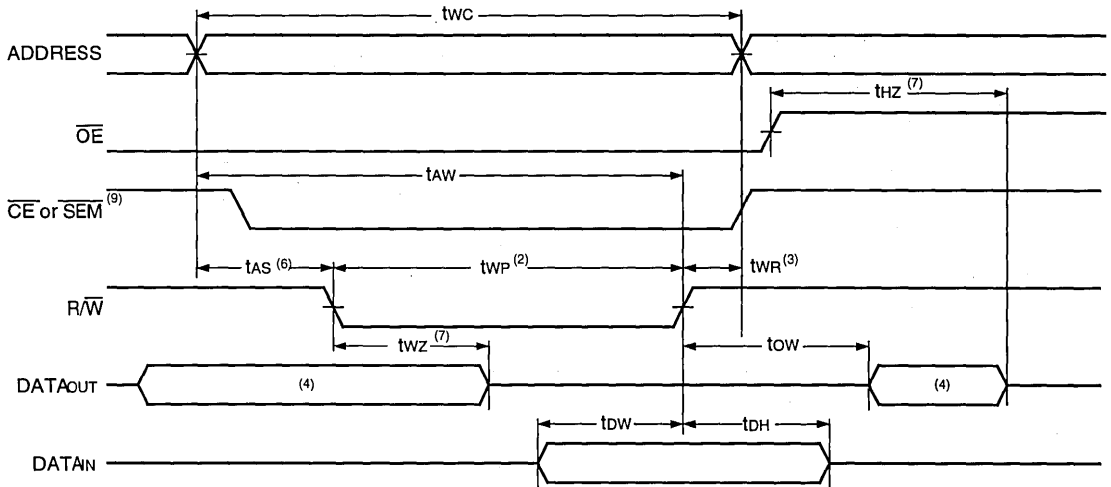 tWC
ADDRESS
tHZ (7)
OE
tAW
CE or SEM (9)
tAS (6) tWP (2) tWR (3)
R/W
tWZ (7) tOW
DATAOUT (4) (4)
tDW tDH
DATAIN